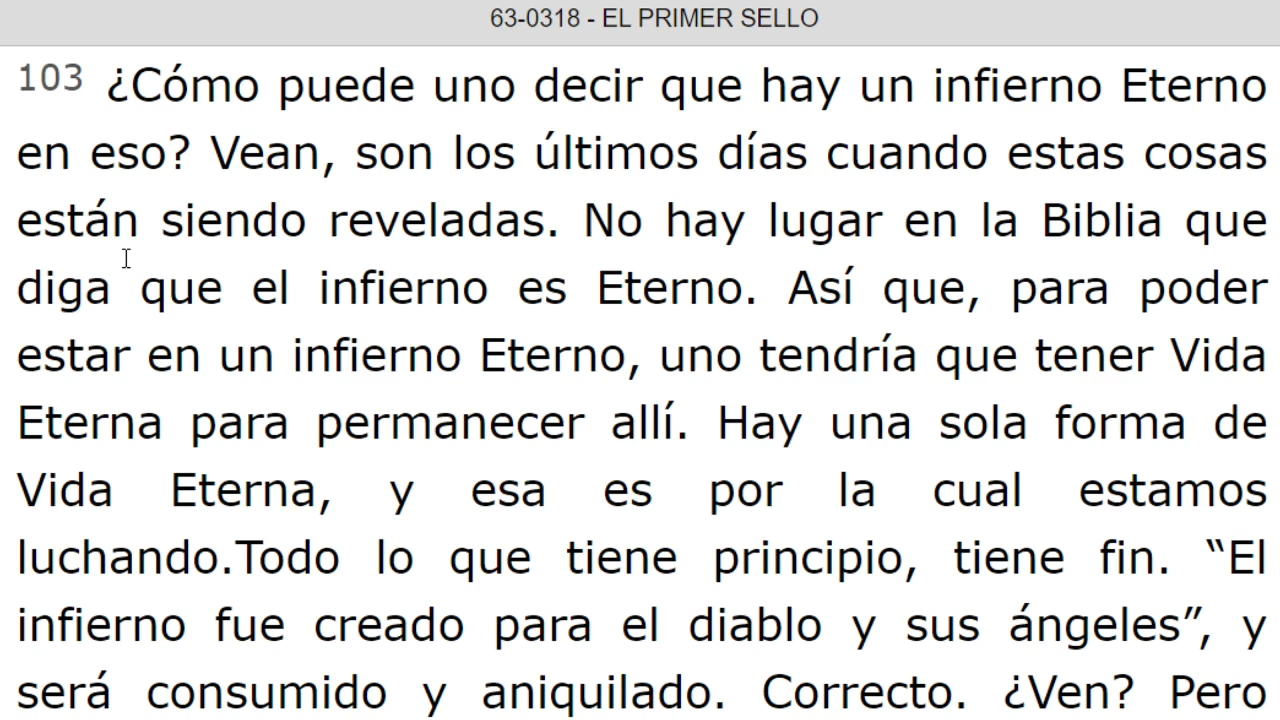 63-0318 - EL PRIMER SELLO
103 ¿Cómo puede uno decir que hay un infierno Eterno
en eso? Vean, son los últimos días cuando estas cosas
están siendo reveladas. No hay lugar en la Biblia que
diga que el infierno es Eterno. Así que, para poder
estar en un infierno Eterno, uno tendría que tener Vida
Eterna para permanecer allí. Hay una sola forma de
Vida Eterna, y esa es por la cual estamos
luchando.Todo lo que tiene principio, tiene fin. “El
infierno fue creado para el diablo y sus ángeles”, y
será consumido y aniquilado. Correcto. ¿Ven? Pero